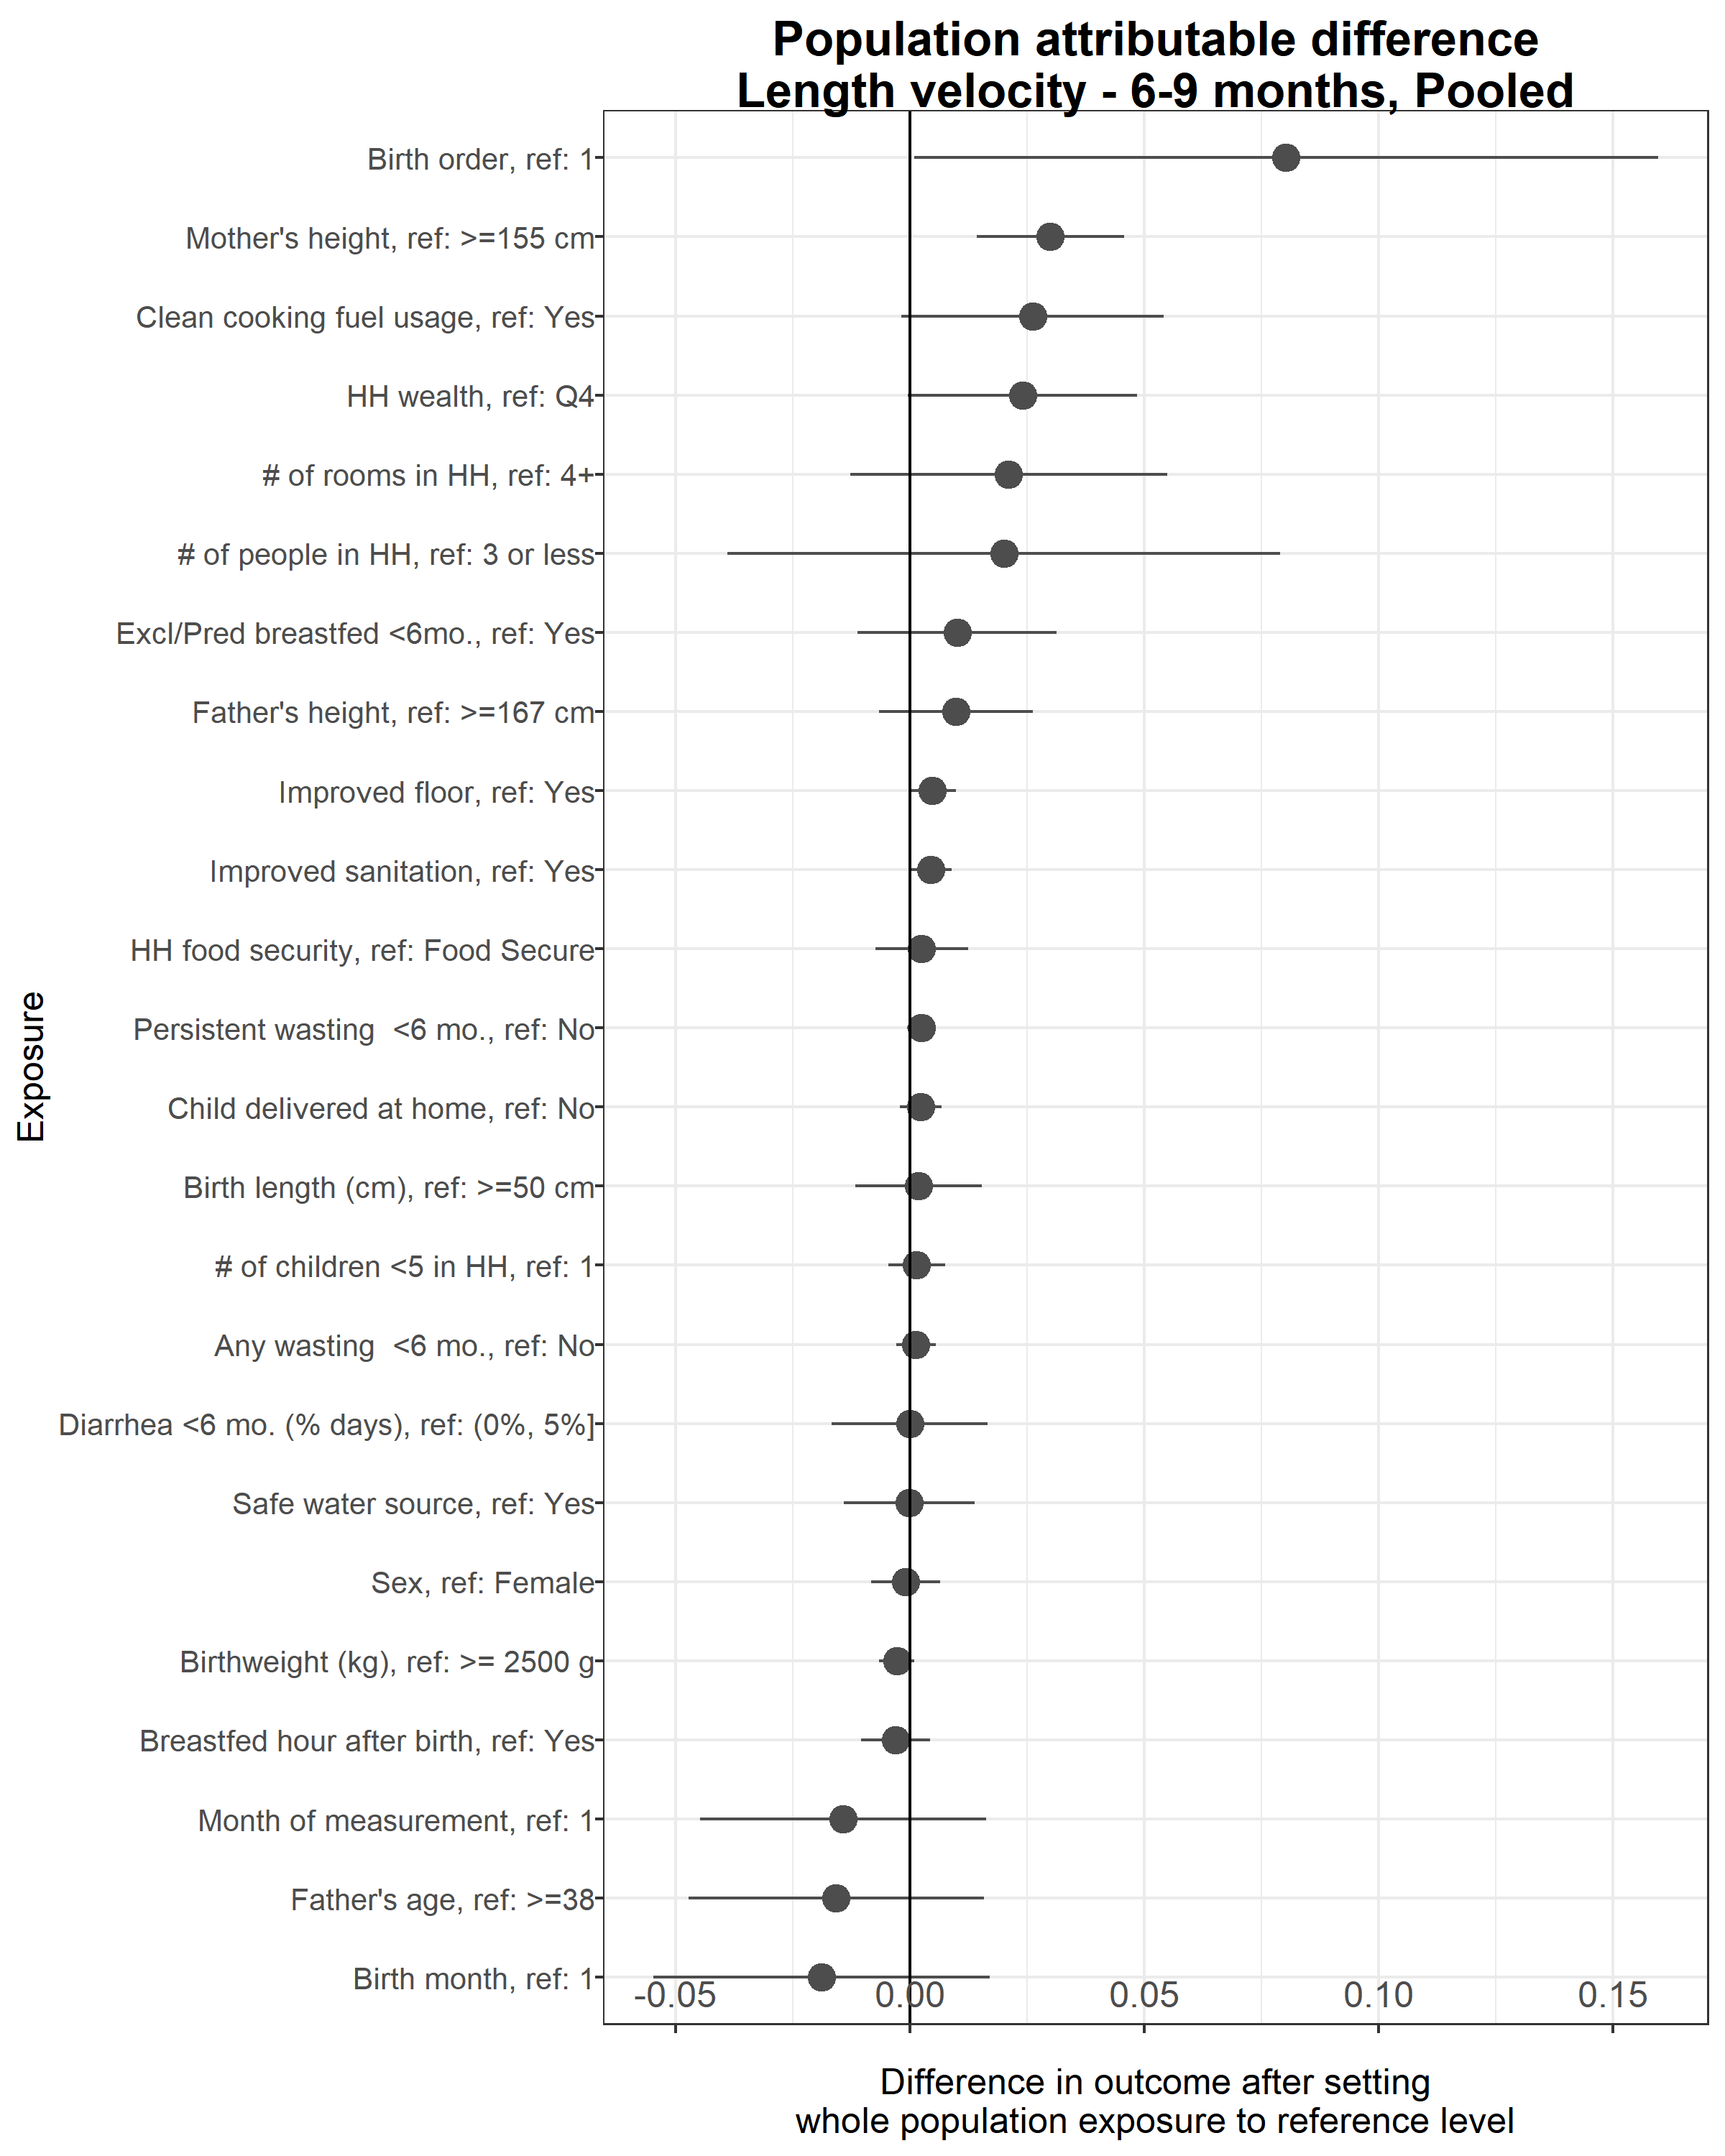 Population attributable difference
Length velocity - 6-9 months, Pooled
Birth order, ref: 1
Mother's height, ref: >=155 cm
Clean cooking fuel usage, ref: Yes
HH wealth, ref: Q4
# of rooms in HH, ref: 4+
# of people in HH, ref: 3 or less
Excl/Pred breastfed <6mo., ref: Yes
Father's height, ref: >=167 cm
Improved floor, ref: Yes
Improved sanitation, ref: Yes
HH food security, ref: Food Secure
Persistent wasting  <6 mo., ref: No
Child delivered at home, ref: No
Birth length (cm), ref: >=50 cm
# of children <5 in HH, ref: 1
Any wasting  <6 mo., ref: No
Diarrhea <6 mo. (% days), ref: (0%, 5%]
Safe water source, ref: Yes
Sex, ref: Female
Birthweight (kg), ref: >= 2500 g
Breastfed hour after birth, ref: Yes
Month of measurement, ref: 1
Father's age, ref: >=38
Birth month, ref: 1
Exposure
-0.05 0.00 0.05 0.10 0.15
Difference in outcome after setting
whole population exposure to reference level